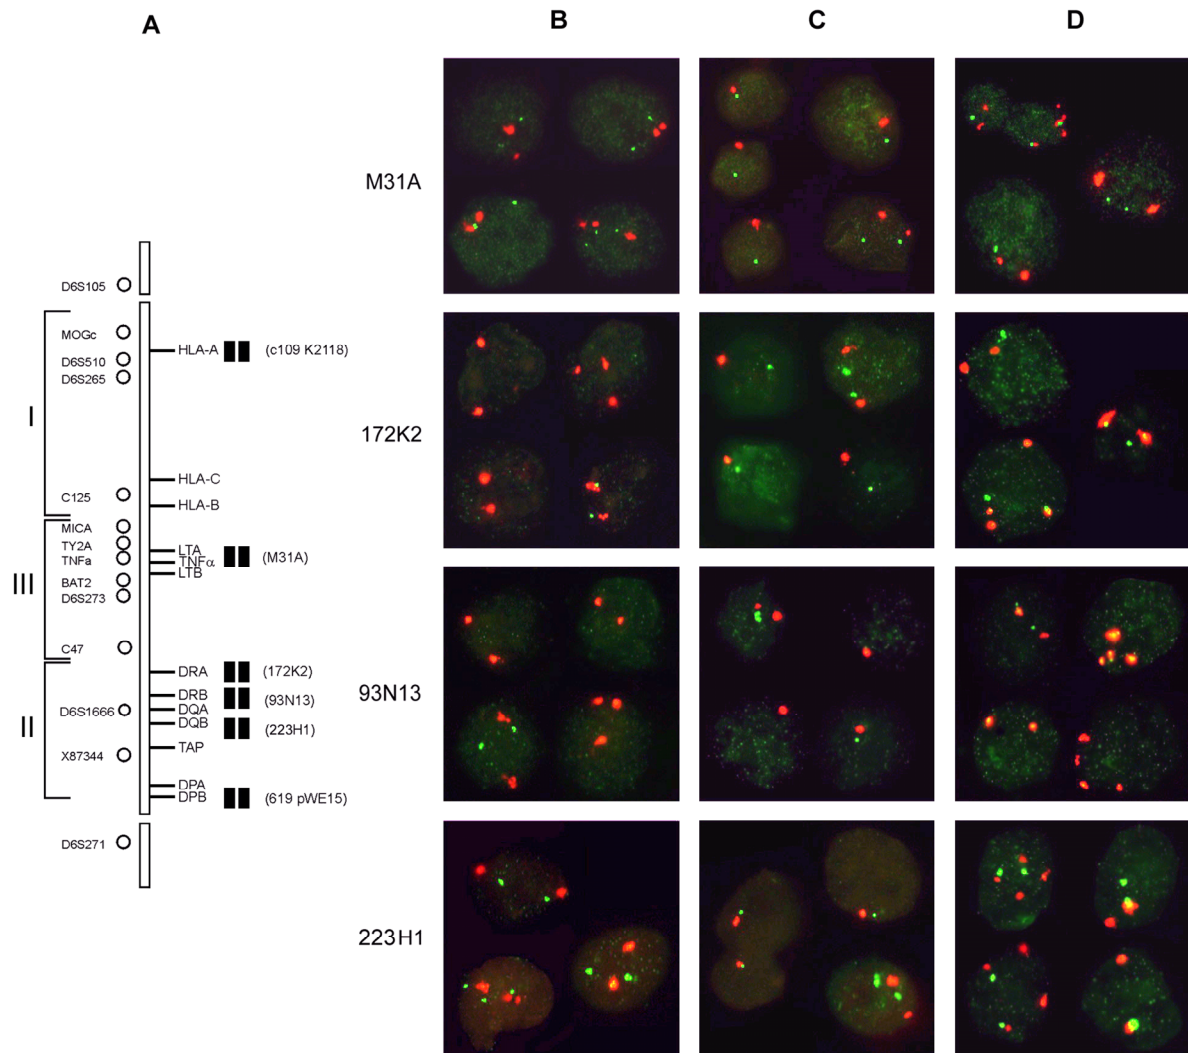 A
B
C
D
M31A
172K2
93N13
223H1
D6S105
MOGc
D6S510
D6S265
C125
MICA
TY2A
TNFa
BAT2
D6S273
C47
D6S1666
X87344
D6S271
I
III
II
HLA-A (c109 K2118)
HLA-C
HLA-B
LTA
TNFα (M31A)
LTB
DRA (172K2)
DRB (93N13)
DQA
DQB (223H1)
TAP
DPA
DPB (619 pWE15)